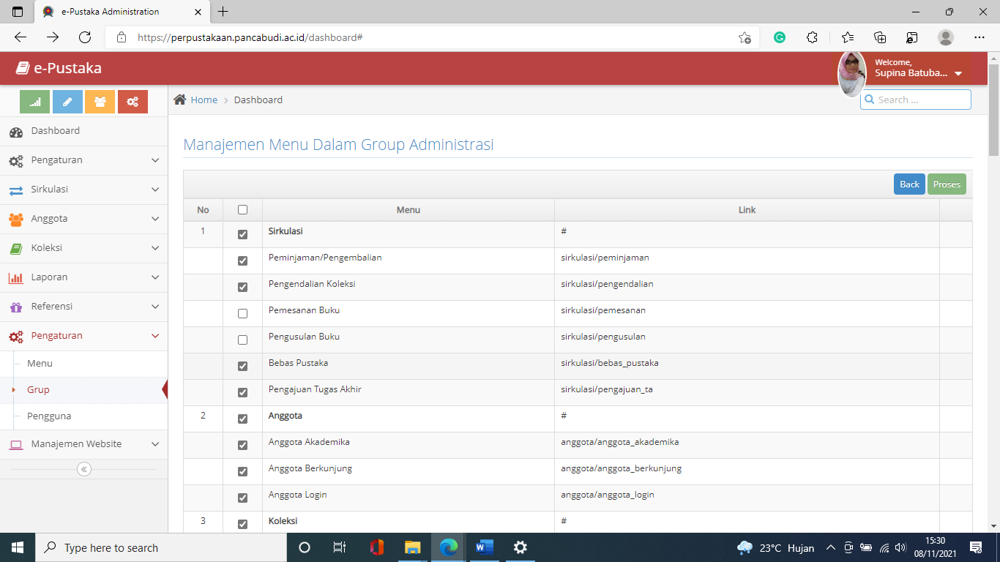 e-Pustaka Administration
https://perpustakaan.pancabudi.ac.id/dashboard#
e-Pustaka
Welcome,
Supina Batuba...
Home > Dashboard
Search ...
Dashboard
Pengaturan
Sirkulasi
Anggota
Koleksi
Laporan
Referensi
Pengaturan
Menu
Grup
Pengguna
Manajemen Website
Manajemen Menu Dalam Group Administrasi
Back Proses
No Menu Link
1 Sirkulasi #
Peminjaman/Pengembalian sirkulasi/peminjaman
Pengendalian Koleksi sirkulasi/pengendalian
Pemesanan Buku sirkulasi/pemesanan
Pengusulan Buku sirkulasi/pengusulan
Bebas Pustaka sirkulasi/bebas_pustaka
Pengajuan Tugas Akhir sirkulasi/pengajuan_ta
2 Anggota #
Anggota Akademika anggota/anggota_akademika
Anggota Berkunjung anggota/anggota_berkunjung
Anggota Login anggota/anggota_login
3 Koleksi #
Type here to search
23°C Hujan
15:30
08/11/2021